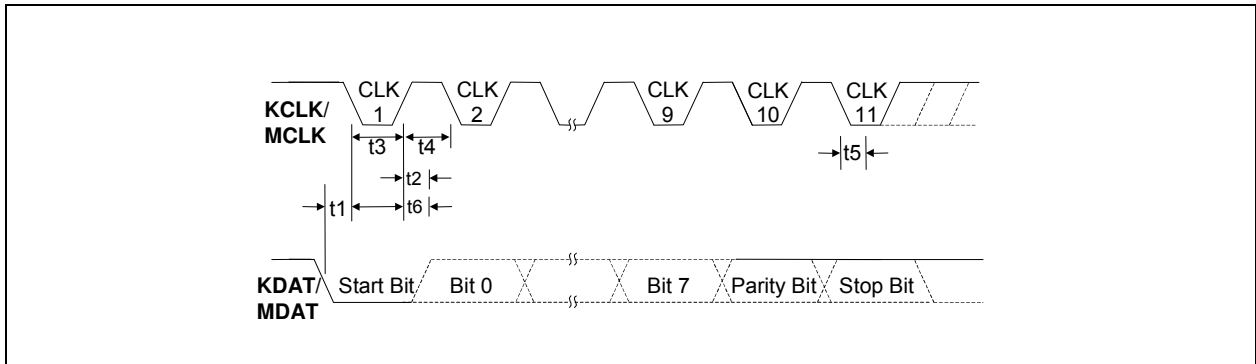 KCLK/
MCLK
CLK
1
CLK
2
CLK
9
CLK
10
CLK
11
t3
t4
t5
t2
t1
t6
KDAT/
MDAT
Start Bit
Bit 0
Bit 7
Parity Bit
Stop Bit